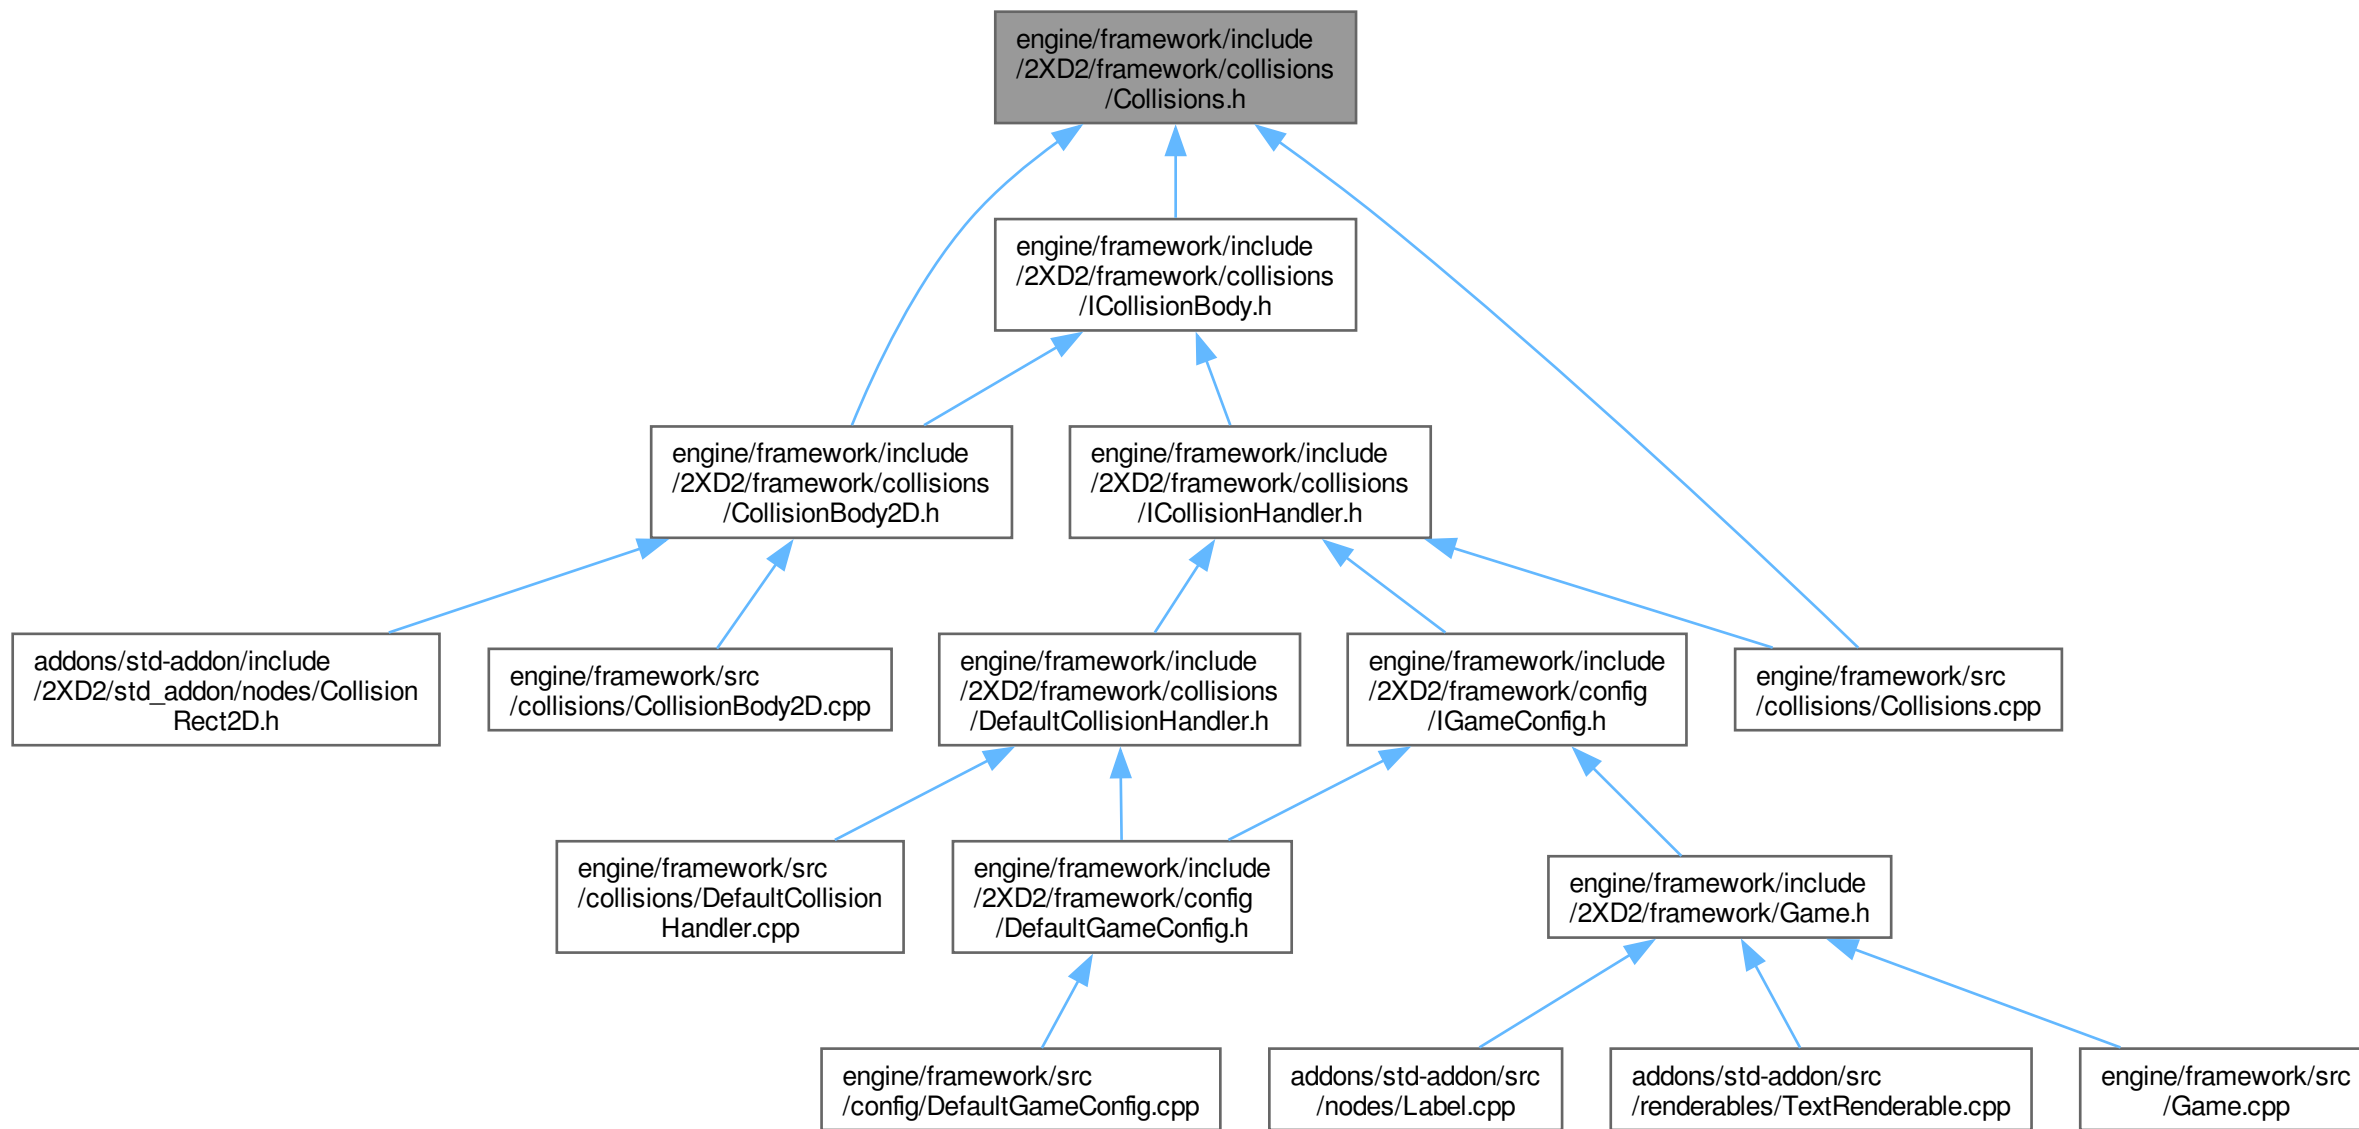 engine/framework/include
/2XD2/framework/collisions
/Collisions.h
engine/framework/include
/2XD2/framework/collisions
/ICollisionBody.h
engine/framework/include
/2XD2/framework/collisions
/CollisionBody2D.h
engine/framework/include
/2XD2/framework/collisions
/ICollisionHandler.h
addons/std-addon/include
/2XD2/std_addon/nodes/Collision
Rect2D.h
engine/framework/src
/collisions/CollisionBody2D.cpp
engine/framework/include
/2XD2/framework/collisions
/DefaultCollisionHandler.h
engine/framework/include
/2XD2/framework/config
/IGameConfig.h
engine/framework/src
/collisions/Collisions.cpp
engine/framework/src
/collisions/DefaultCollision
Handler.cpp
engine/framework/include
/2XD2/framework/config
/DefaultGameConfig.h
engine/framework/include
/2XD2/framework/Game.h
engine/framework/src
/config/DefaultGameConfig.cpp
addons/std-addon/src
/nodes/Label.cpp
addons/std-addon/src
/renderables/TextRenderable.cpp
engine/framework/src
/Game.cpp